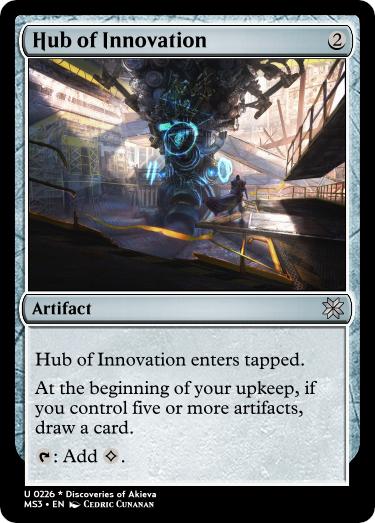 Hub of Innovation 2
Artifact
Hub of Innovation enters tapped.
At the beginning of your upkeep, if
you control five or more artifacts,
draw a card.
: Add .
U 0226 * Discoveries of Akieva
MS3 • EN Cedric Cunanan